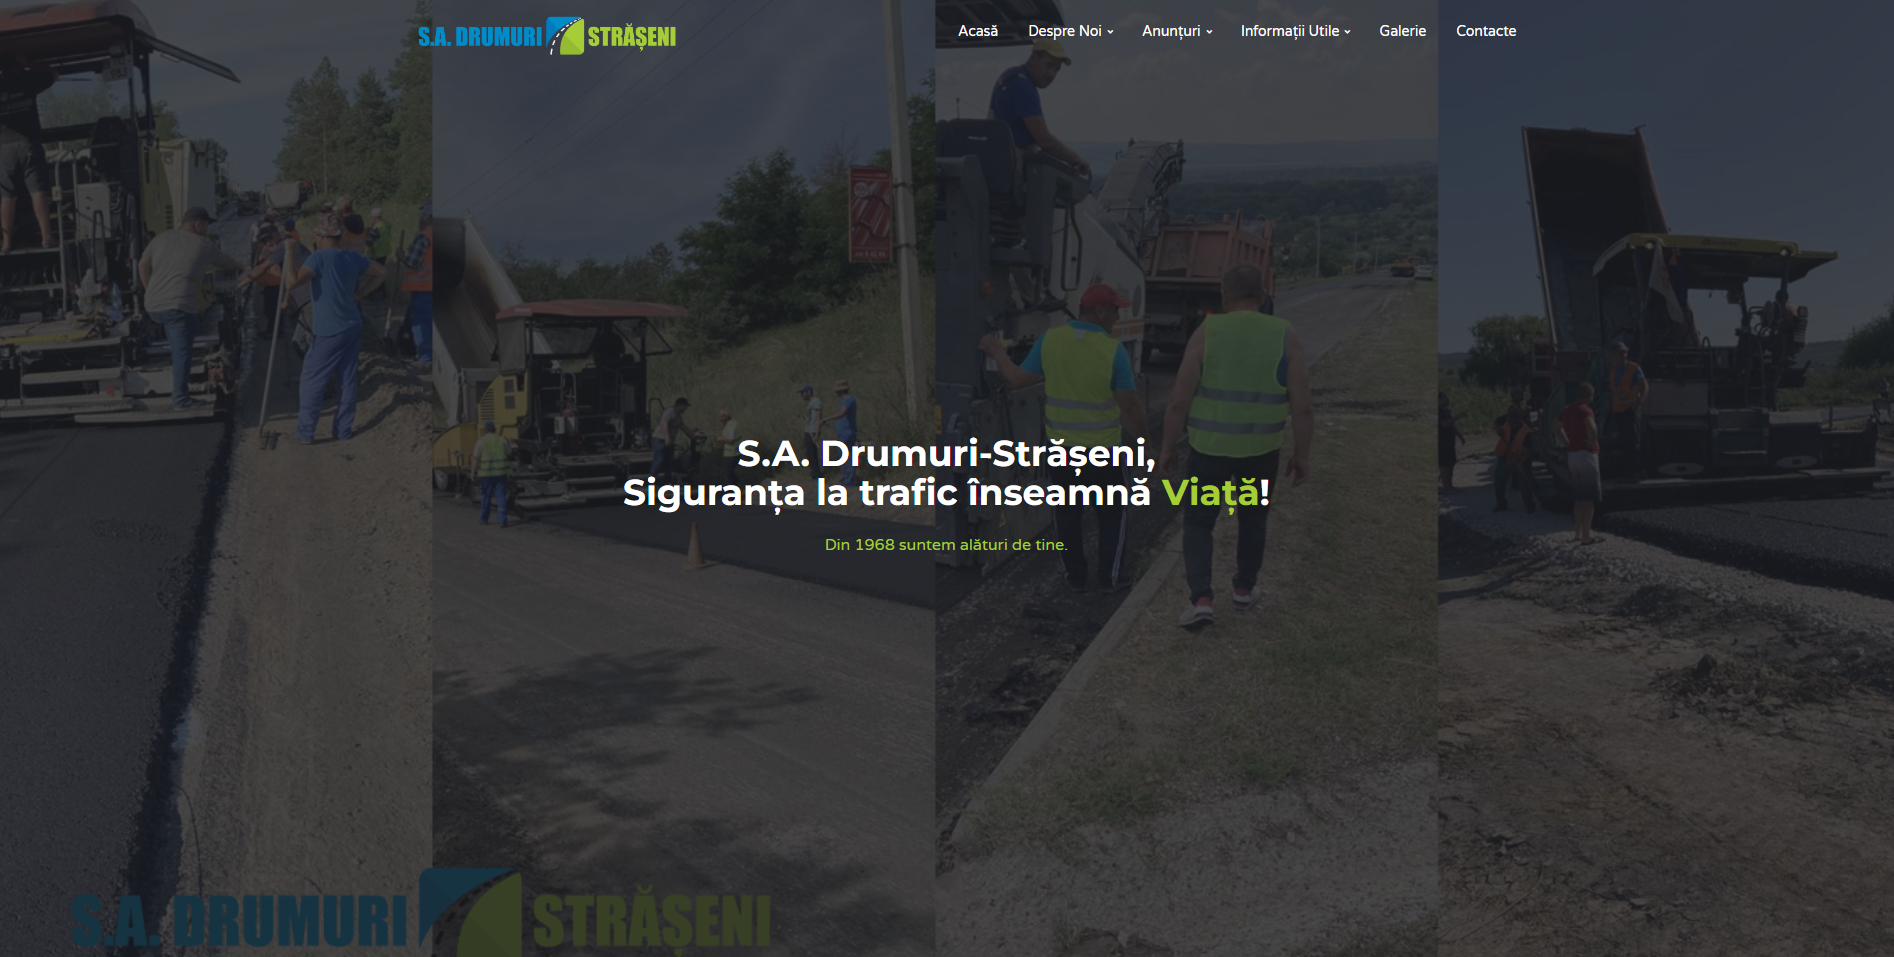 S.A. DRUMURI STRĂȘENI
Acasă Despre Noi Anunțuri Informații Utile Galerie Contacte
S.A. Drumuri-Strășeni,
Siguranța la trafic înseamnă Viață!
Din 1968 suntem alături de tine.
S.A. DRUMURI STRĂȘENI